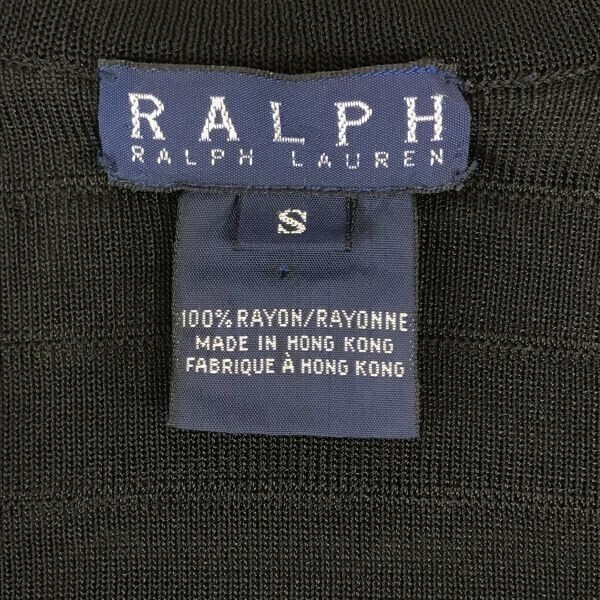 RALPH
RALPH LAUREN
S
100% RAYON/RAYONNE
MADE IN HONG KONG
FABRIQUE À HONG KONG